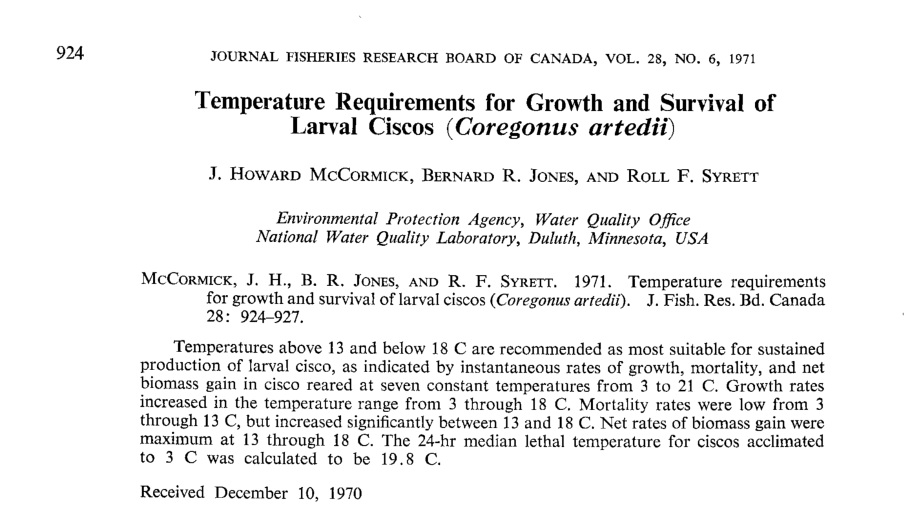 924
JOURNAL FISHERIES RESEARCH BOARD OF CANADA, VOL. 28, NO. 6, 1971
Temperature Requirements for Growth and Survival of
Larval Ciscos (Coregonus artedii)
J. HOWARD MCCORMICK, BERNARD R. JONES, AND ROLL F. SYRETT
Environmental Protection Agency, Water Quality Office
National Water Quality Laboratory, Duluth, Minnesota, USA
MCCORMICK, J. H., B. R. JONES, AND R. F. SYRETT. 1971. Temperature requirements
for growth and survival of larval ciscos (Coregonus artedii). J. Fish. Res. Bd. Canada
28: 924–927.
Temperatures above 13 and below 18 C are recommended as most suitable for sustained
production of larval cisco, as indicated by instantaneous rates of growth, mortality, and net
biomass gain in cisco reared at seven constant temperatures from 3 to 21 C. Growth rates
increased in the temperature range from 3 through 18 C. Mortality rates were low from 3
through 13 C, but increased significantly between 13 and 18 C. Net rates of biomass gain were
maximum at 13 through 18 C. The 24-hr median lethal temperature for ciscos acclimated
to 3 C was calculated to be 19.8 C.
Received December 10, 1970